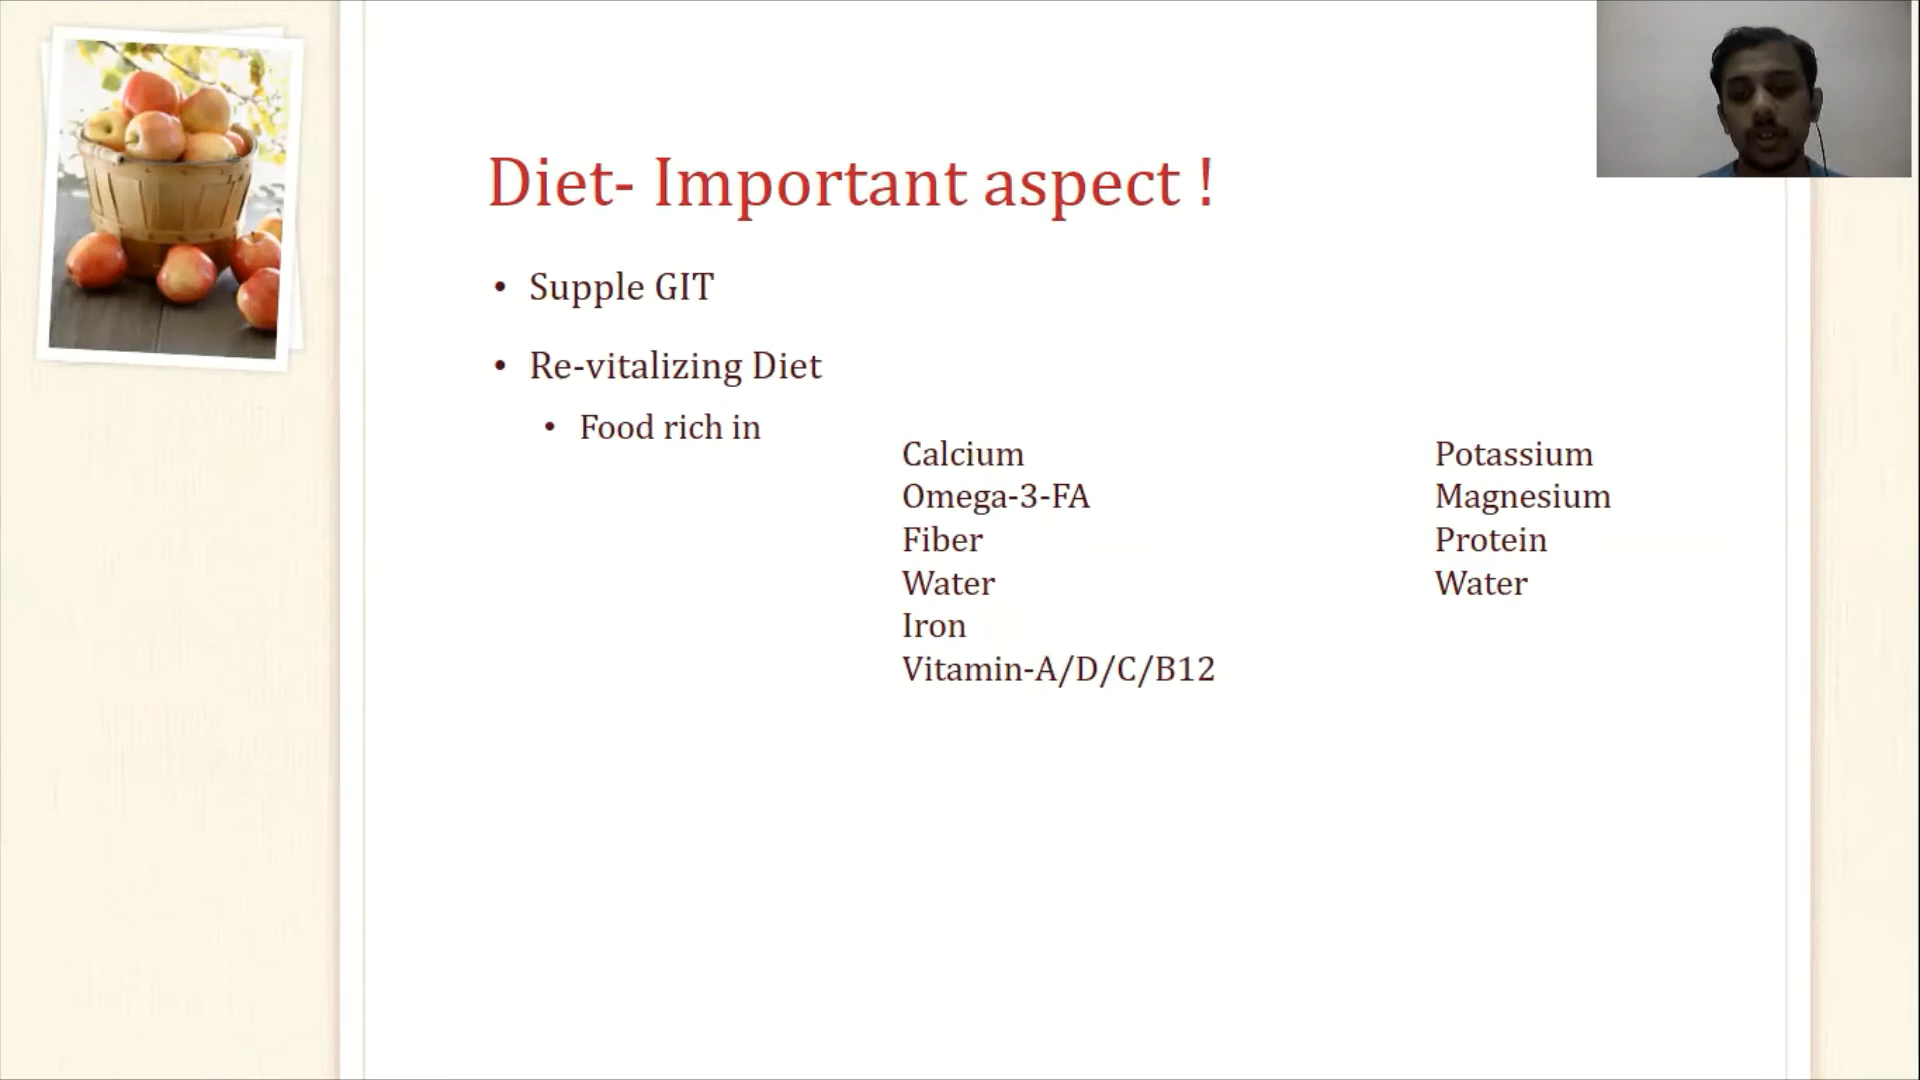 Diet- Important aspect !
• Supple GIT
• Re-vitalizing Diet
• Food rich in
Calcium
Omega-3-FA
Fiber
Water
Iron
Vitamin-A/D/C/B12
Potassium
Magnesium
Protein
Water